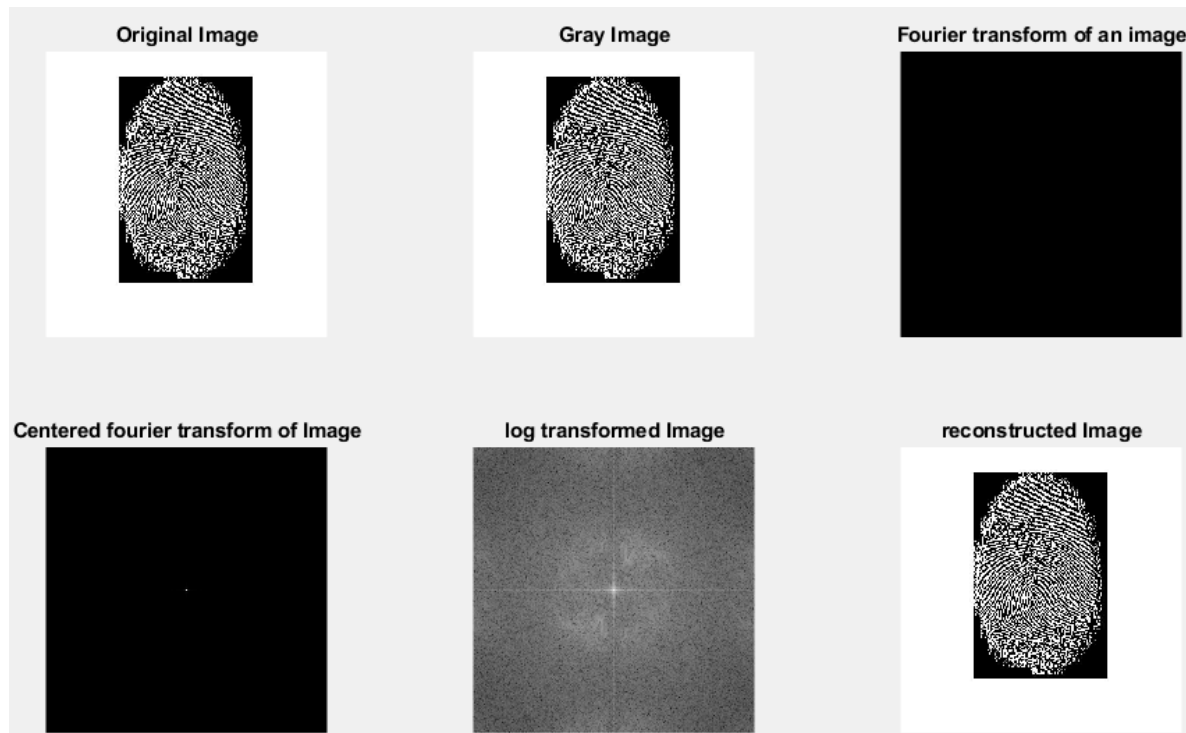 Original Image
Gray Image
Fourier transform of an image
Centered fourier transform of Image
log transformed Image
reconstructed Image